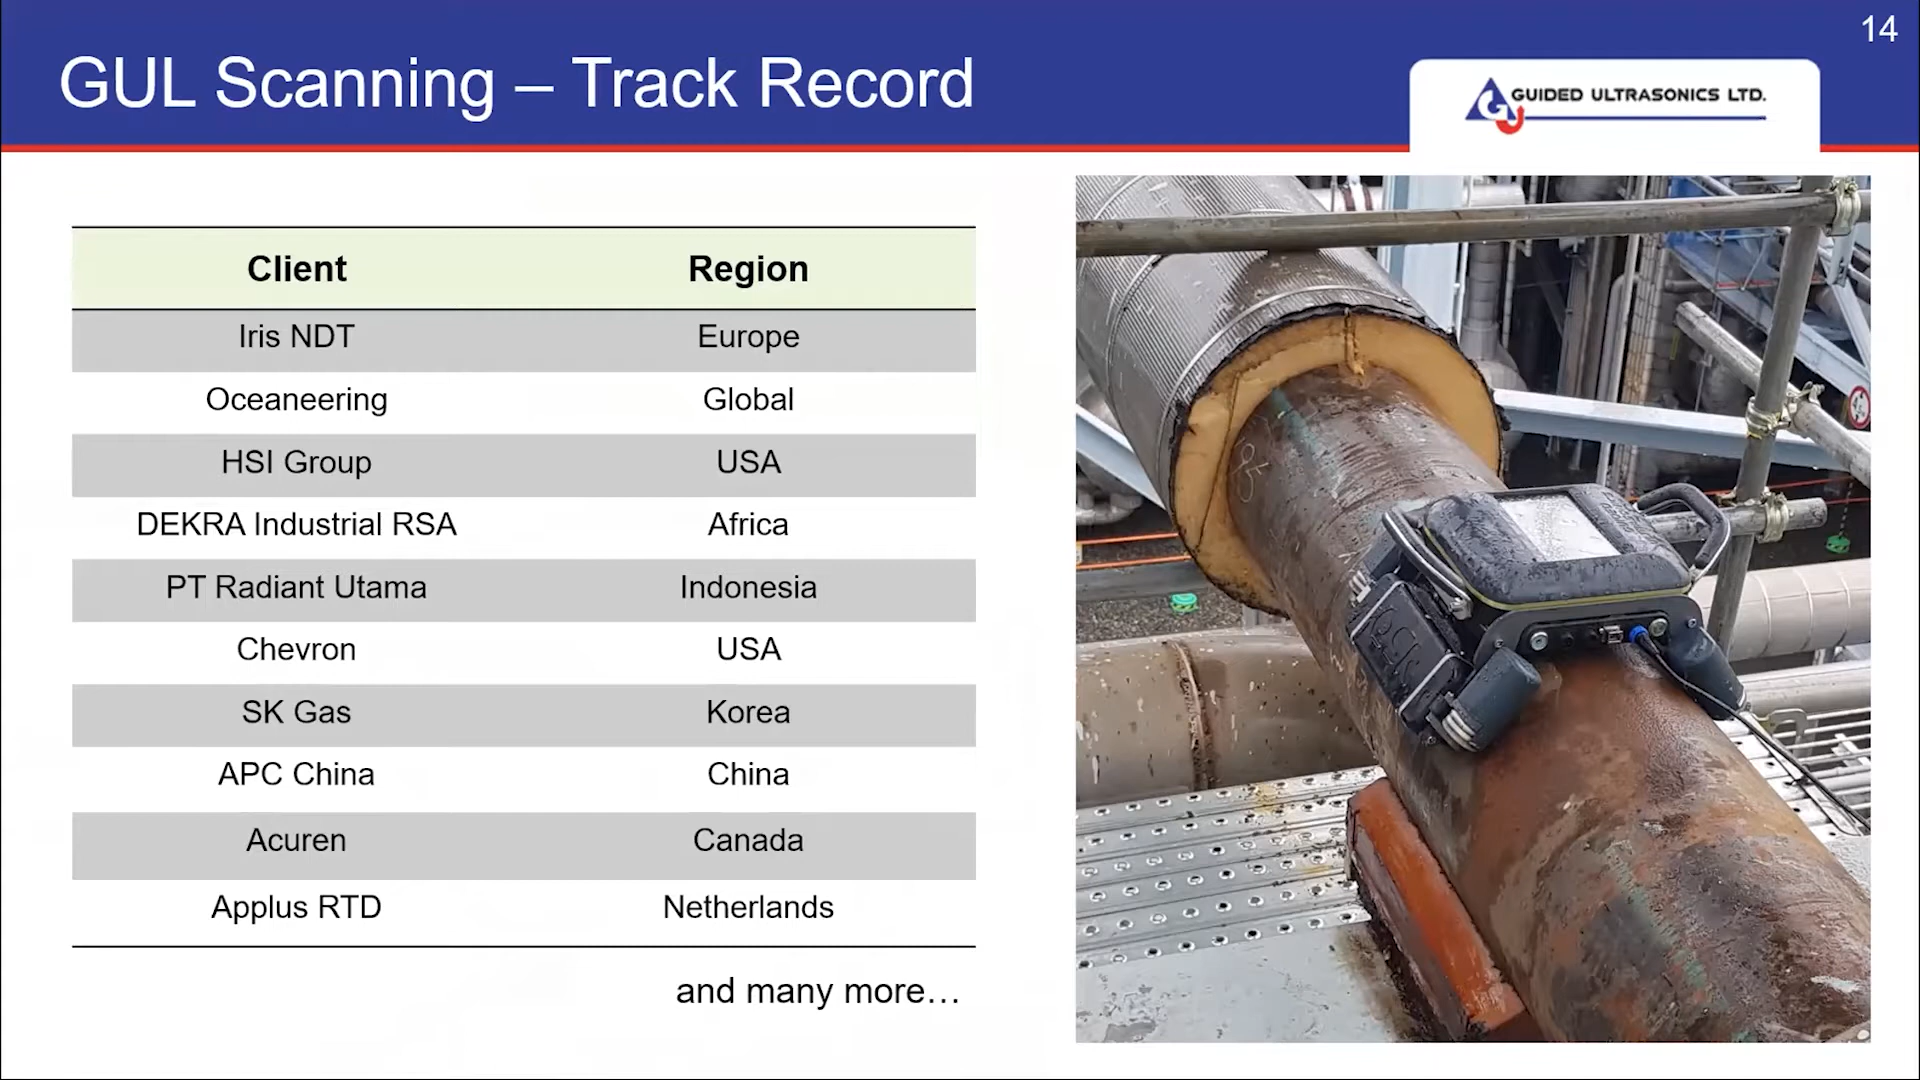 14
GUL Scanning – Track Record
GUIDED ULTRASONICS LTD.
Client Region
Iris NDT Europe
Oceaneering Global
HSI Group USA
DEKRA Industrial RSA Africa
PT Radiant Utama Indonesia
Chevron USA
SK Gas Korea
APC China China
Acuren Canada
Applus RTD Netherlands
and many more…